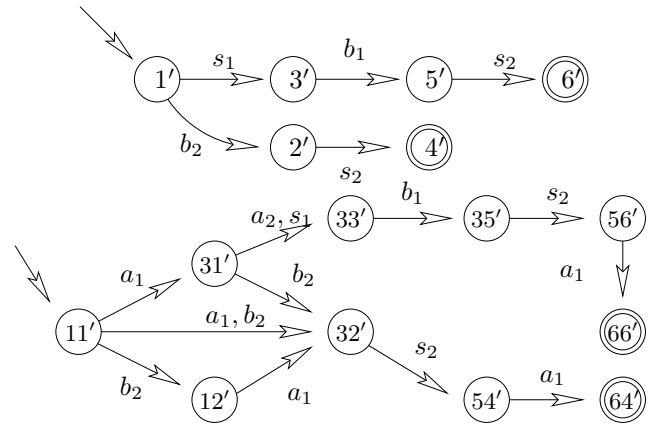 1′ s₁ 3′ b₁ 5′ s₂ 6′
b₂ 2′ s₂ 4′
a₂, s₁ 33′ b₁ 35′ s₂ 56′
a₁ 31′ b₂ a₁
11′ a₁, b₂ 32′ 66′
b₂ 12′ a₁ s₂ 54′ a₁ 64′